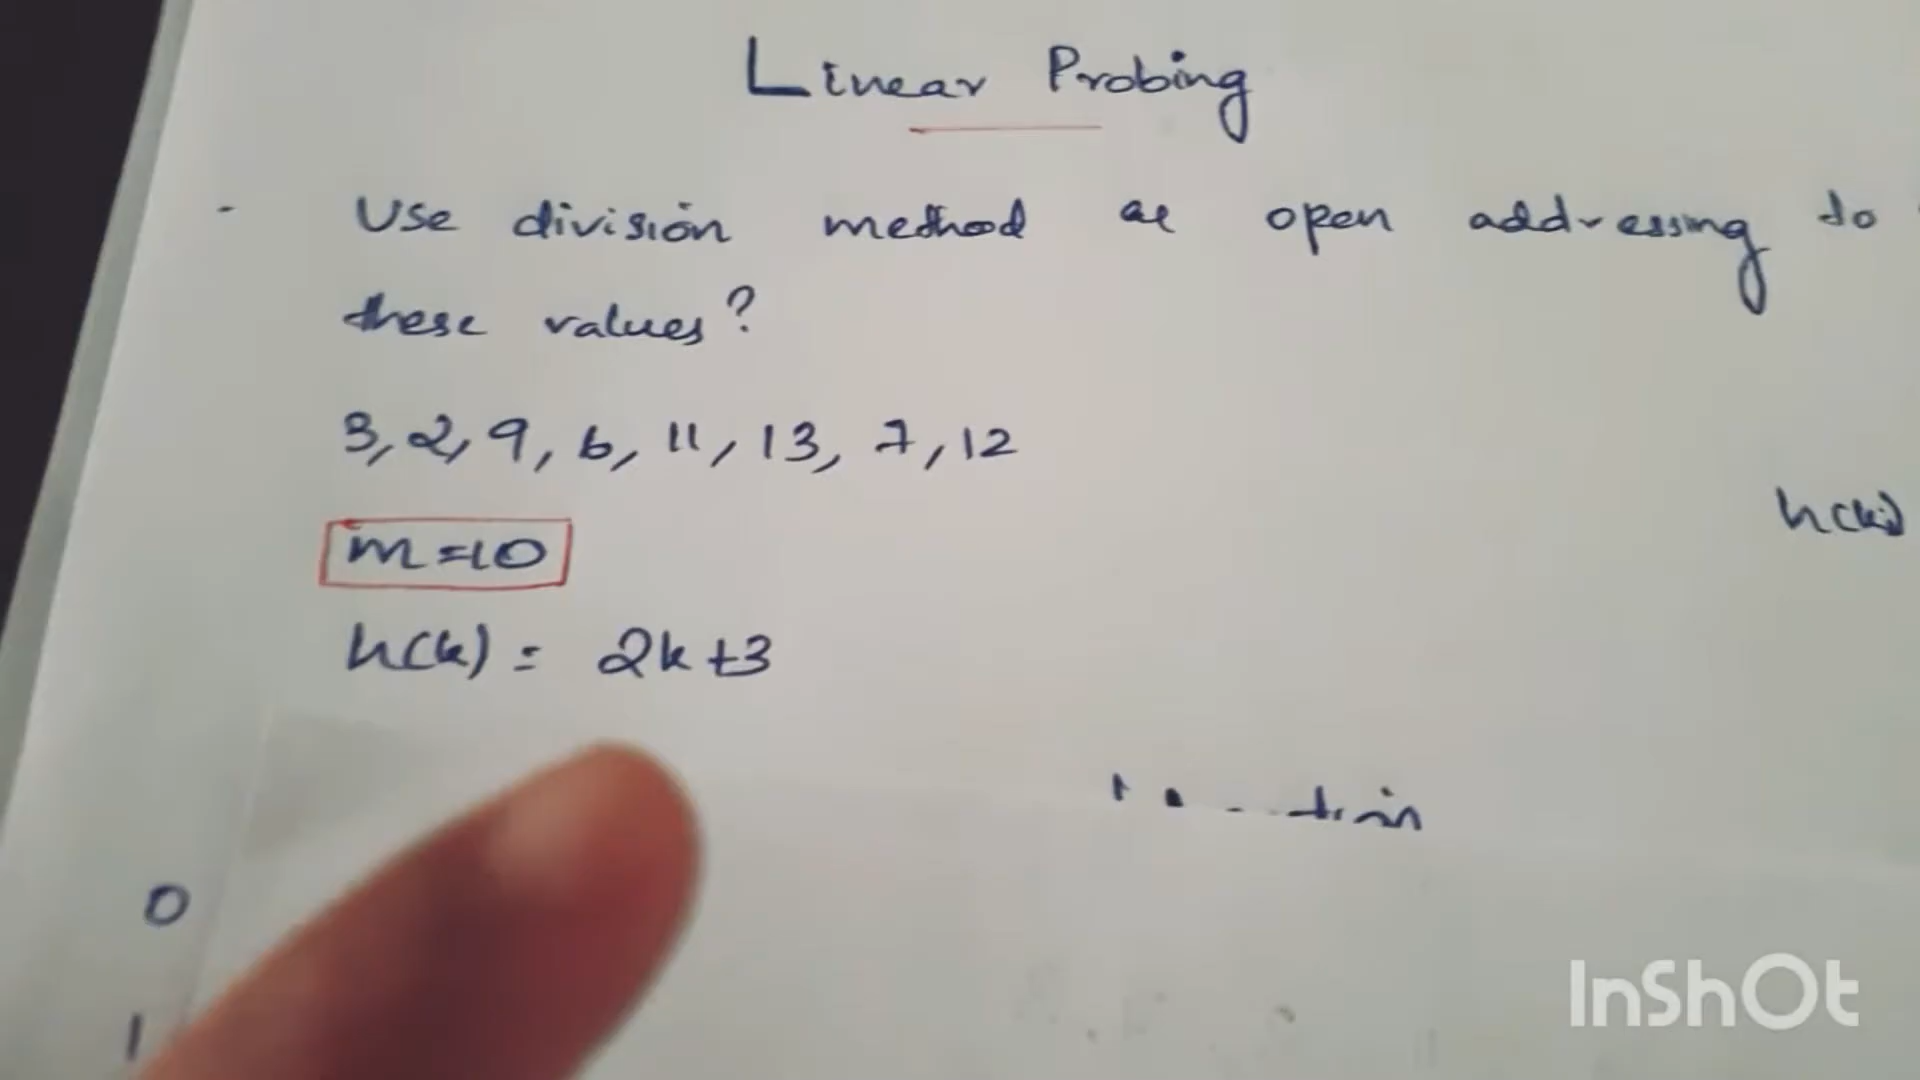 Linear Probing
- Use division method as open addressing to
these values?
3, 2, 9, 6, 11, 13, 7, 12
m=10
h(k)
h(k) = 2k+3
0
1
InShOt